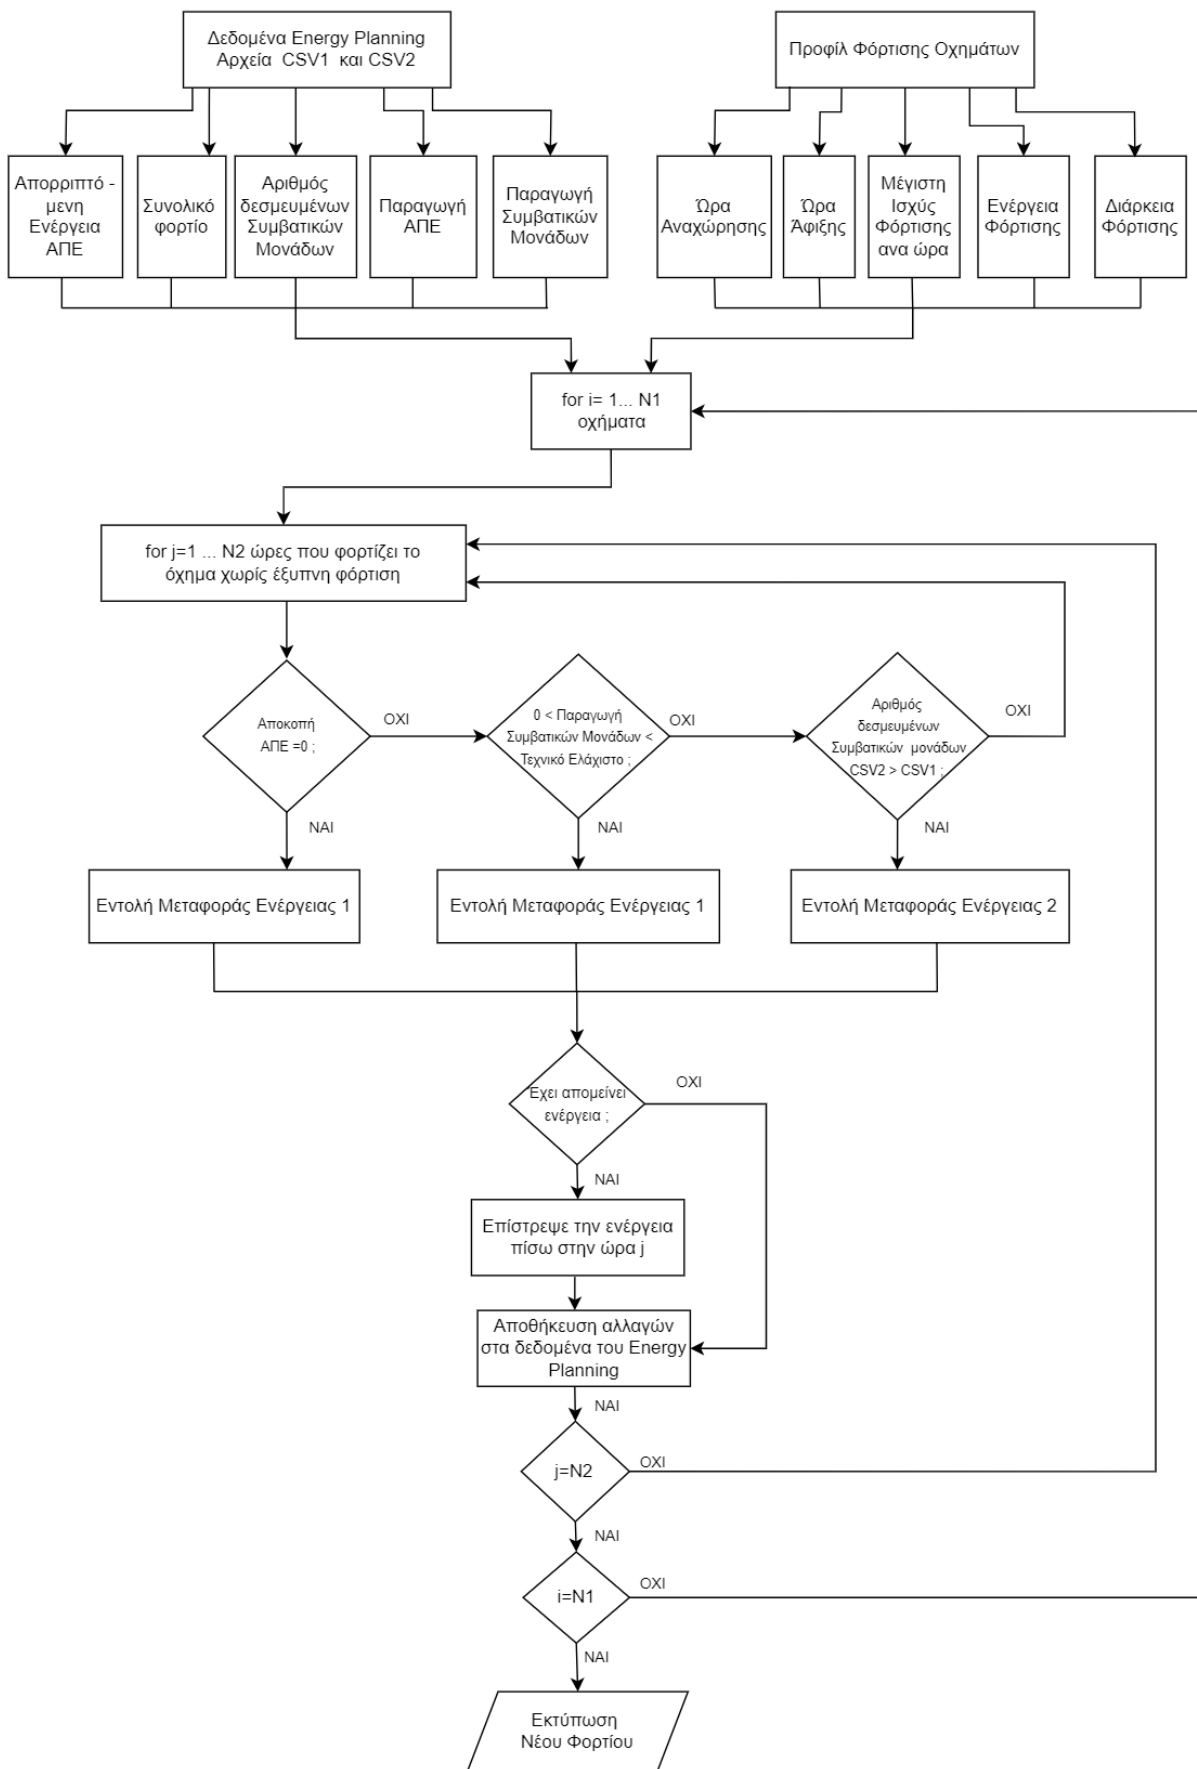 Δεδομένα Energy Planning
Αρχεία CSV1 και CSV2
Προφίλ Φόρτισης Οχημάτων
Απορριπτό -
μενη
Ενέργεια
ΑΠΕ
Συνολικό
φορτίο
Αριθμός
δεσμευμένων
Συμβατικών
Μονάδων
Παραγωγή
ΑΠΕ
Παραγωγή
Συμβατικών
Μονάδων
Ώρα
Αναχώρησης
Ώρα
Άφιξης
Μέγιστη
Ισχύς
Φόρτισης
ανα ώρα
Ενέργεια
Φόρτισης
Διάρκεια
Φόρτισης
for i= 1... N1
οχήματα
for j=1 ... N2 ώρες που φορτίζει το
όχημα χωρίς έξυπνη φόρτιση
Αποκοπή
ΑΠΕ =0 ;
ΟΧΙ
ΝΑΙ
0 < Παραγωγή
Συμβατικών Μονάδων <
Τεχνικό Ελάχιστο ;
ΟΧΙ
ΝΑΙ
Αριθμός
δεσμευμένων
Συμβατικών μονάδων
CSV2 > CSV1 ;
ΟΧΙ
ΝΑΙ
Εντολή Μεταφοράς Ενέργειας 1
Εντολή Μεταφοράς Ενέργειας 1
Εντολή Μεταφοράς Ενέργειας 2
Έχει απομείνει
ενέργεια ;
ΟΧΙ
ΝΑΙ
Επίστρεψε την ενέργεια
πίσω στην ώρα j
Αποθήκευση αλλαγών
στα δεδομένα του Energy
Planning
ΝΑΙ
j=N2
ΟΧΙ
ΝΑΙ
i=N1
ΟΧΙ
ΝΑΙ
Εκτύπωση
Νέου Φορτίου